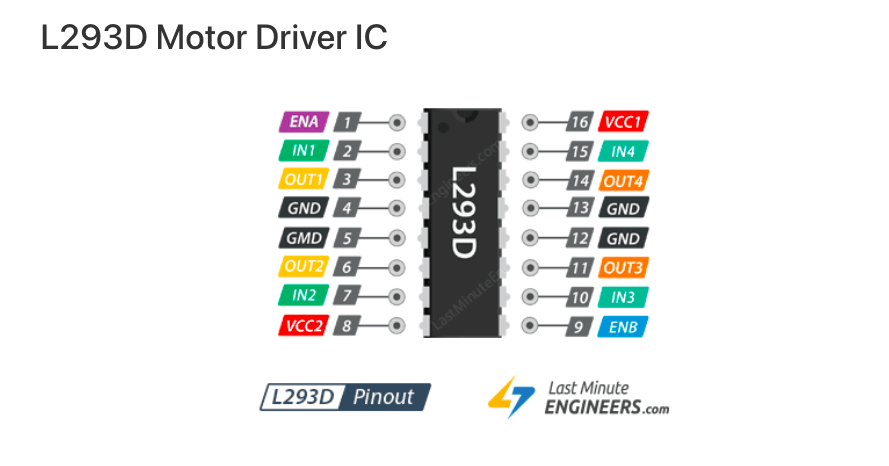 L293D Motor Driver IC
ENA 1 16 VCC1
IN1 2 15 IN4
OUT1 3 14 OUT4
GND 4 13 GND
GMD 5 12 GND
OUT2 6 11 OUT3
IN2 7 10 IN3
VCC2 8 9 ENB
L293D
L293D Pinout
Last Minute
ENGINEERS.com